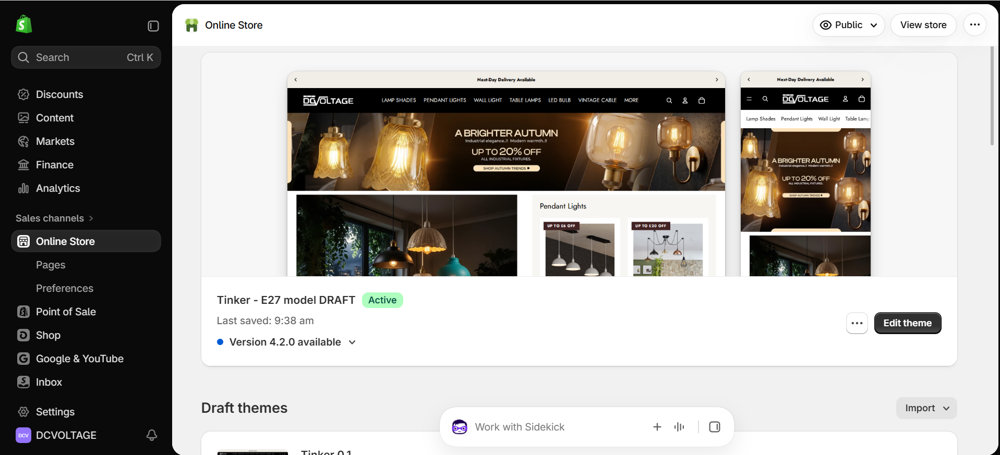 Search
Ctrl K
Discounts
Content
Markets
Finance
Analytics
Sales channels
Online Store
Pages
Preferences
Point of Sale
Shop
Google & YouTube
Inbox
Settings
DCV
DCVOLTAGE
Online Store
Public
View store
Next-Day Delivery Available
DCVOLTAGE
LAMP SHADES PENDANT LIGHTS WALL LIGHT TABLE LAMPS LED BULB VINTAGE CABLE MORE
A BRIGHTER AUTUMN
Industrial elegance..!! Modern warmth..!!
UP TO 20% OFF
ALL INDUSTRIAL FIXTURES.
SHOP AUTUMN TRENDS
Pendant Lights
UP TO £6 OFF
UP TO £20 OFF
Next-Day Delivery Available
DCVOLTAGE
Lamp Shades Pendant Lights Wall Light Table Lamp
A BRIGHTER AUTUMN
Industrial elegance..!! Modern warmth..!!
UP TO 20% OFF
ALL INDUSTRIAL FIXTURES.
SHOP AUTUMN TRENDS
Tinker - E27 model DRAFT
Active
Last saved: 9:38 am
Version 4.2.0 available
Edit theme
Draft themes
Import
Work with Sidekick
Tinker 0.1